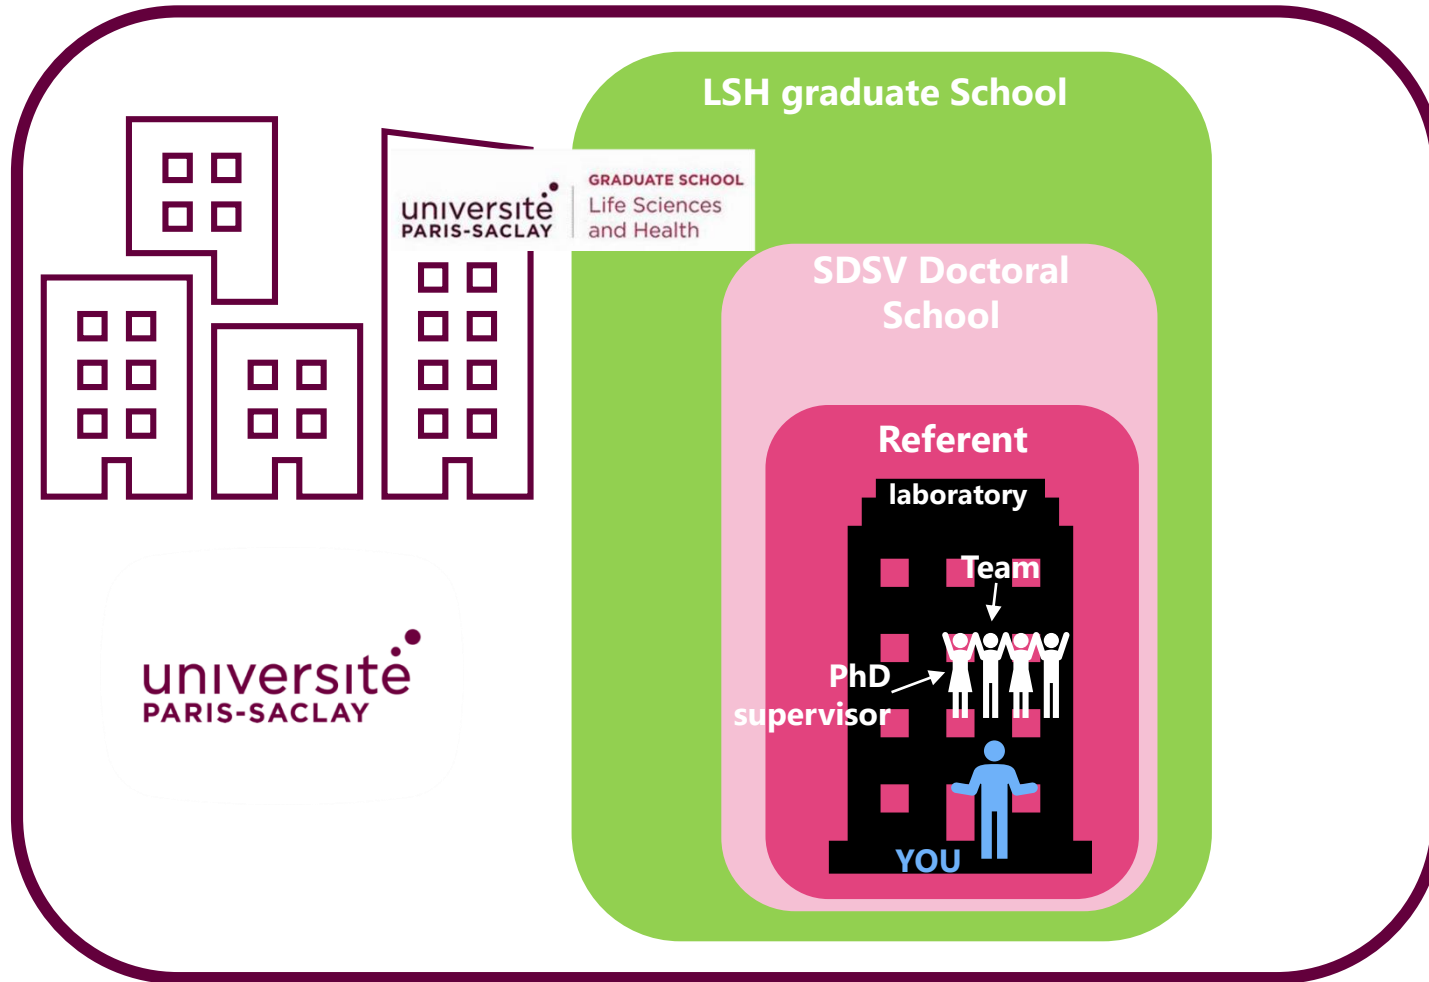 LSH graduate School
universite
PARIS-SACLAY
GRADUATE SCHOOL
Life Sciences
and Health
SDSV Doctoral
School
Referent
laboratory
Team
PhD
supervisor
YOU
universite
PARIS-SACLAY